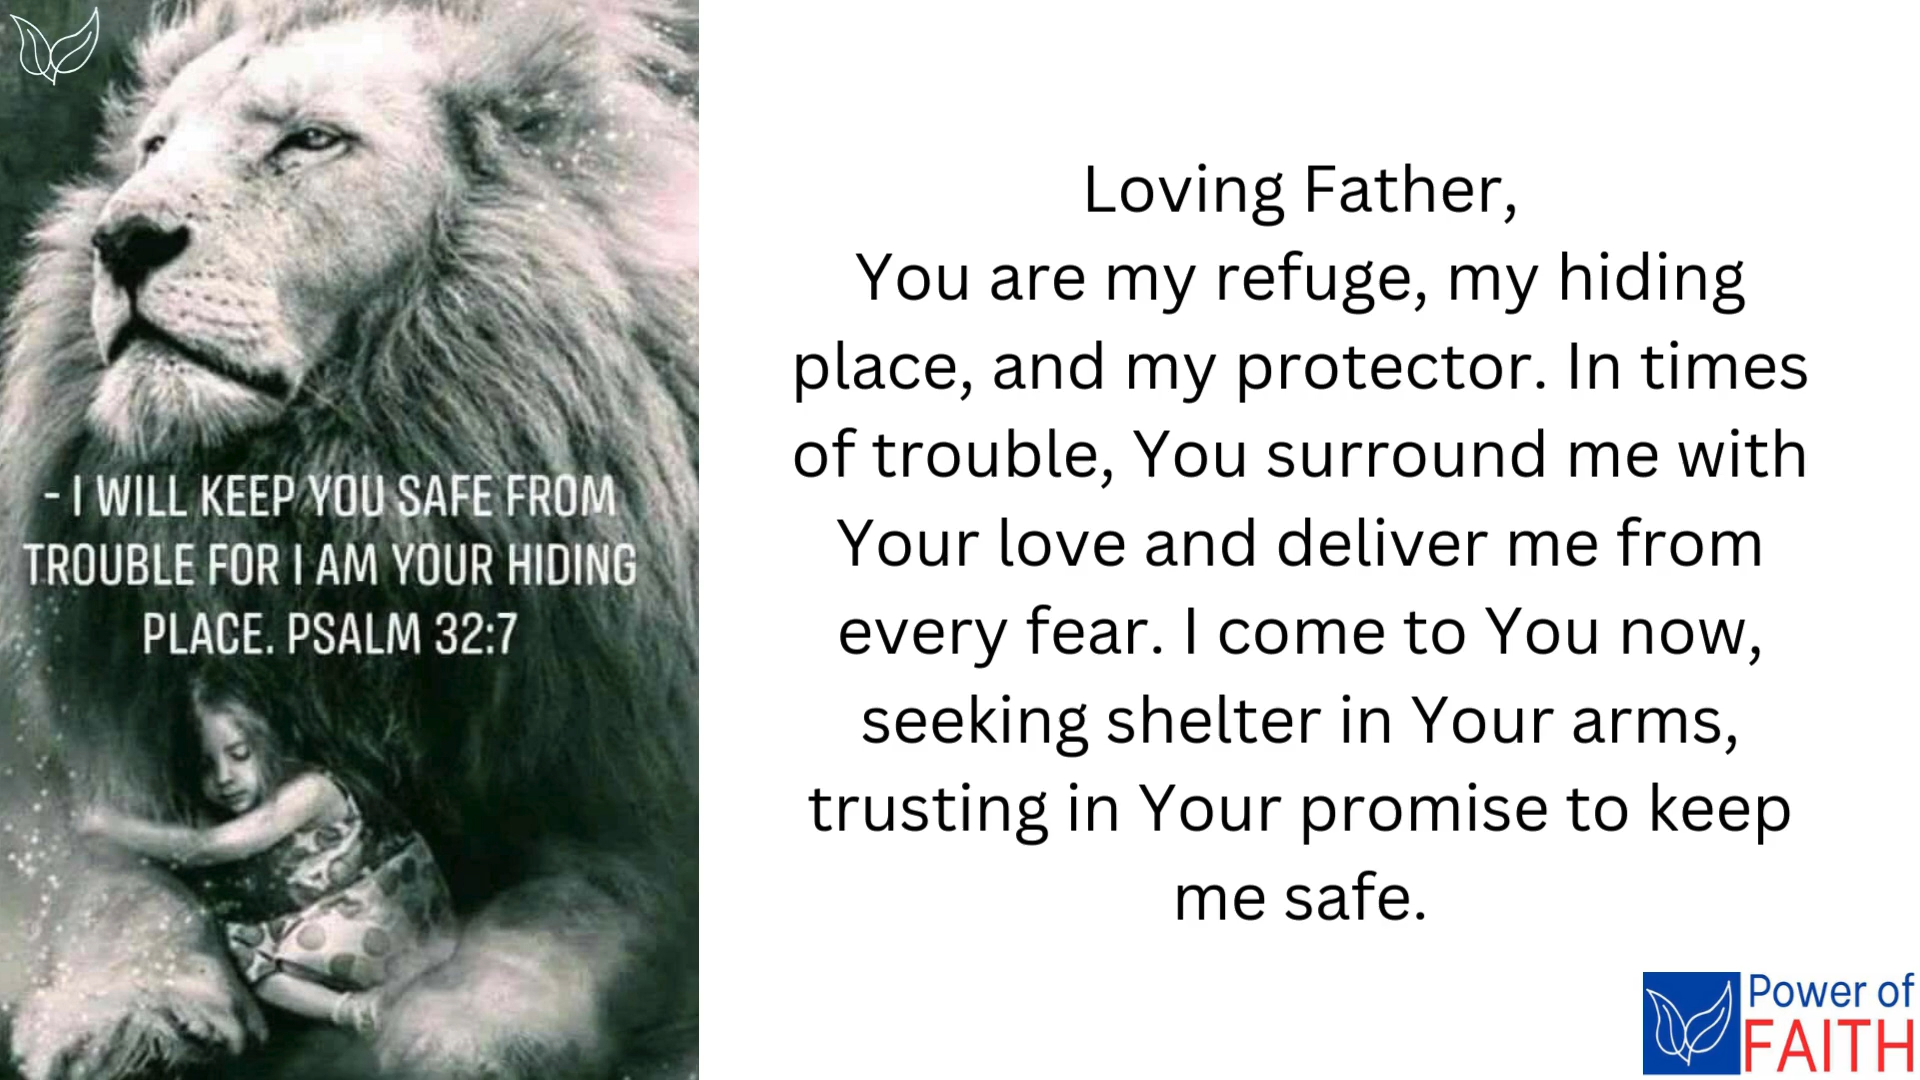 - I WILL KEEP YOU SAFE FROM
TROUBLE FOR I AM YOUR HIDING
PLACE. PSALM 32:7
Loving Father,
You are my refuge, my hiding
place, and my protector. In times
of trouble, You surround me with
Your love and deliver me from
every fear. I come to You now,
seeking shelter in Your arms,
trusting in Your promise to keep
me safe.
Power of
FAITH